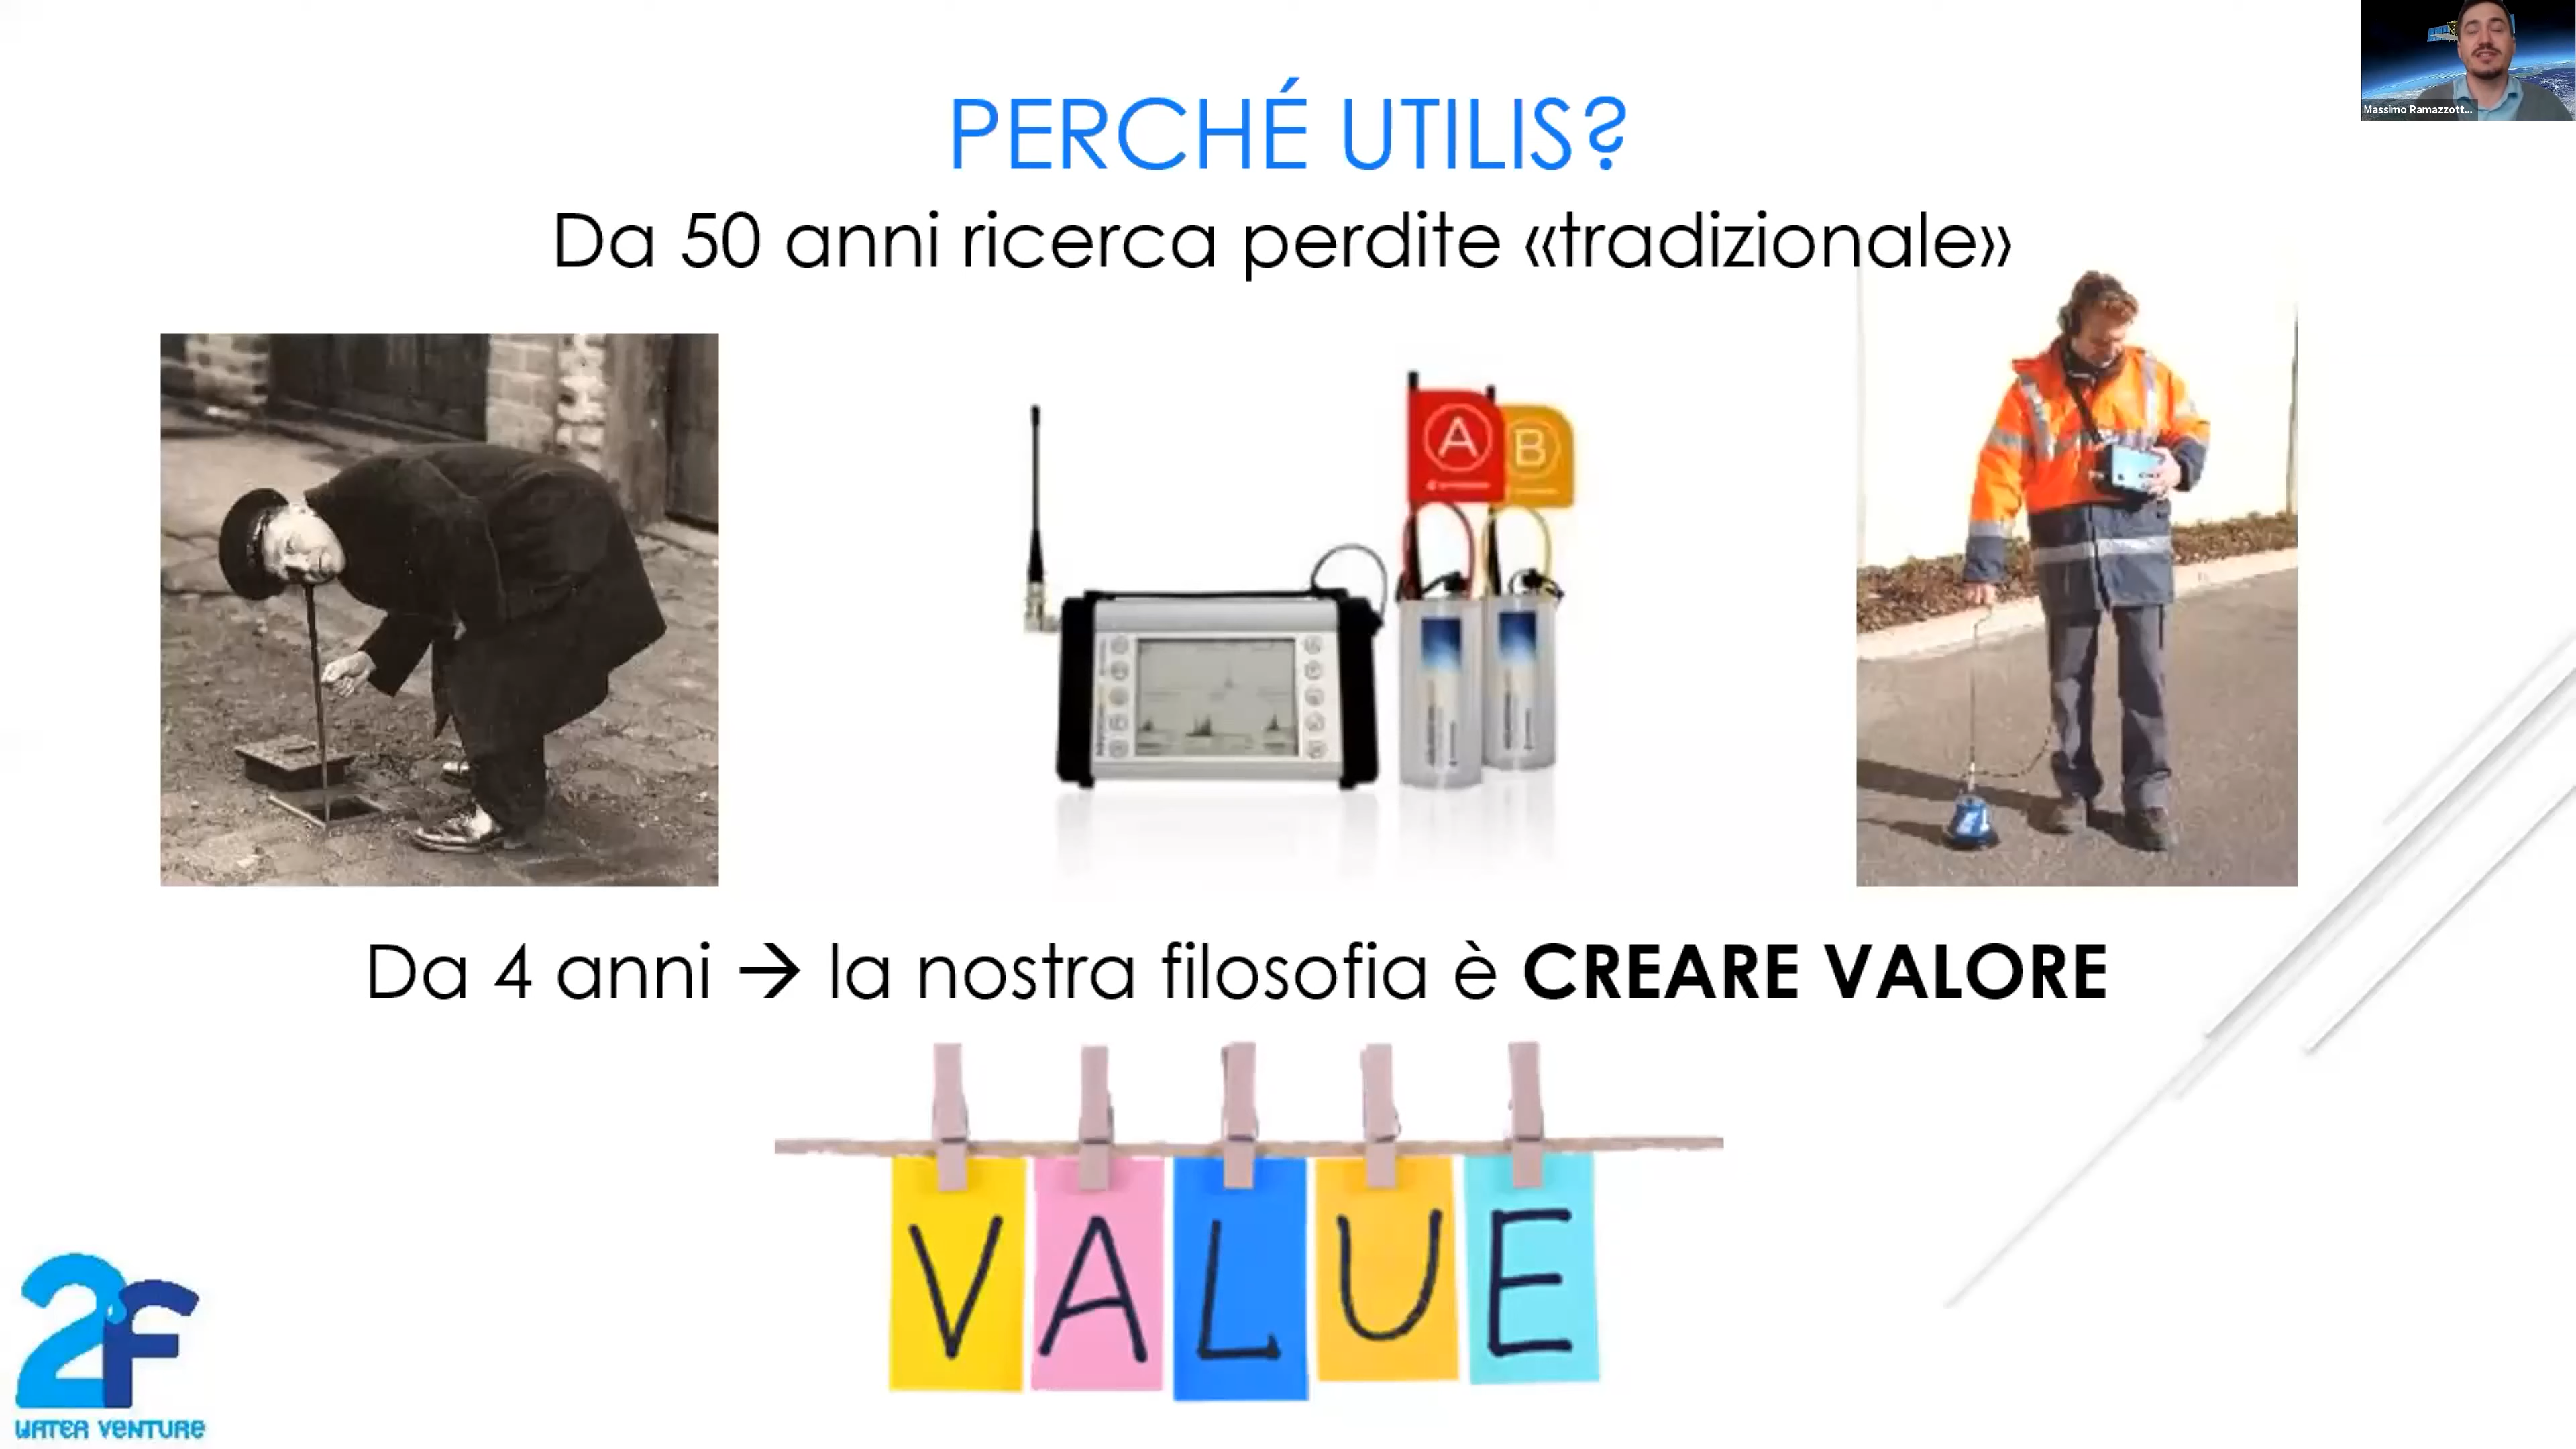 Massimo Ramazzott...
PERCHÉ UTILIS?
Da 50 anni ricerca perdite «tradizionale»
A
B
Da 4 anni → la nostra filosofia è CREARE VALORE
VALUE
2F
WATER VENTURE